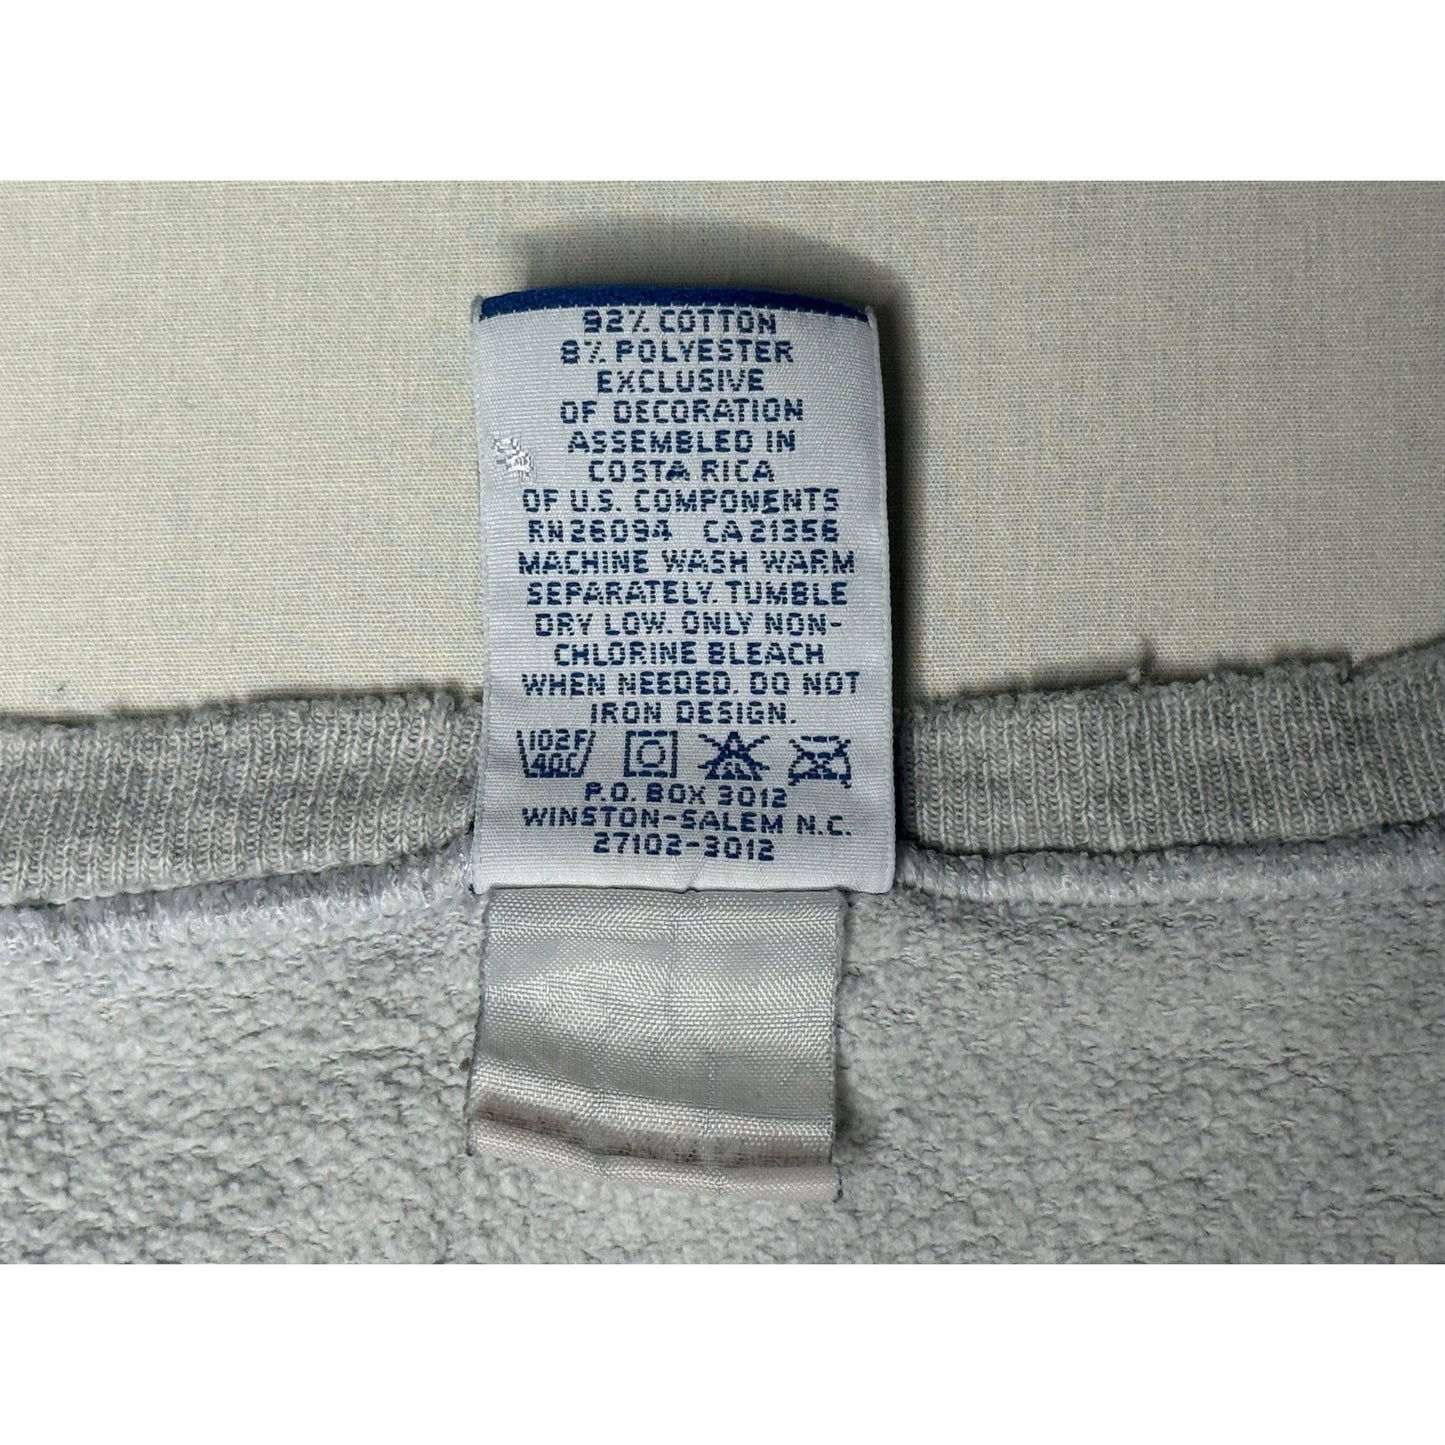 92% COTTON
8% POLYESTER
EXCLUSIVE
OF DECORATION
ASSEMBLED IN
COSTA RICA
OF U.S. COMPONENTS
RN26094 CA21356
MACHINE WASH WARM
SEPARATELY. TUMBLE
DRY LOW. ONLY NON-
CHLORINE BLEACH
WHEN NEEDED. DO NOT
IRON DESIGN.
102F
40C
CL
P.O. BOX 3012
WINSTON-SALEM N.C.
27102-3012